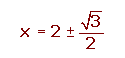 x = 2 ± √3/2